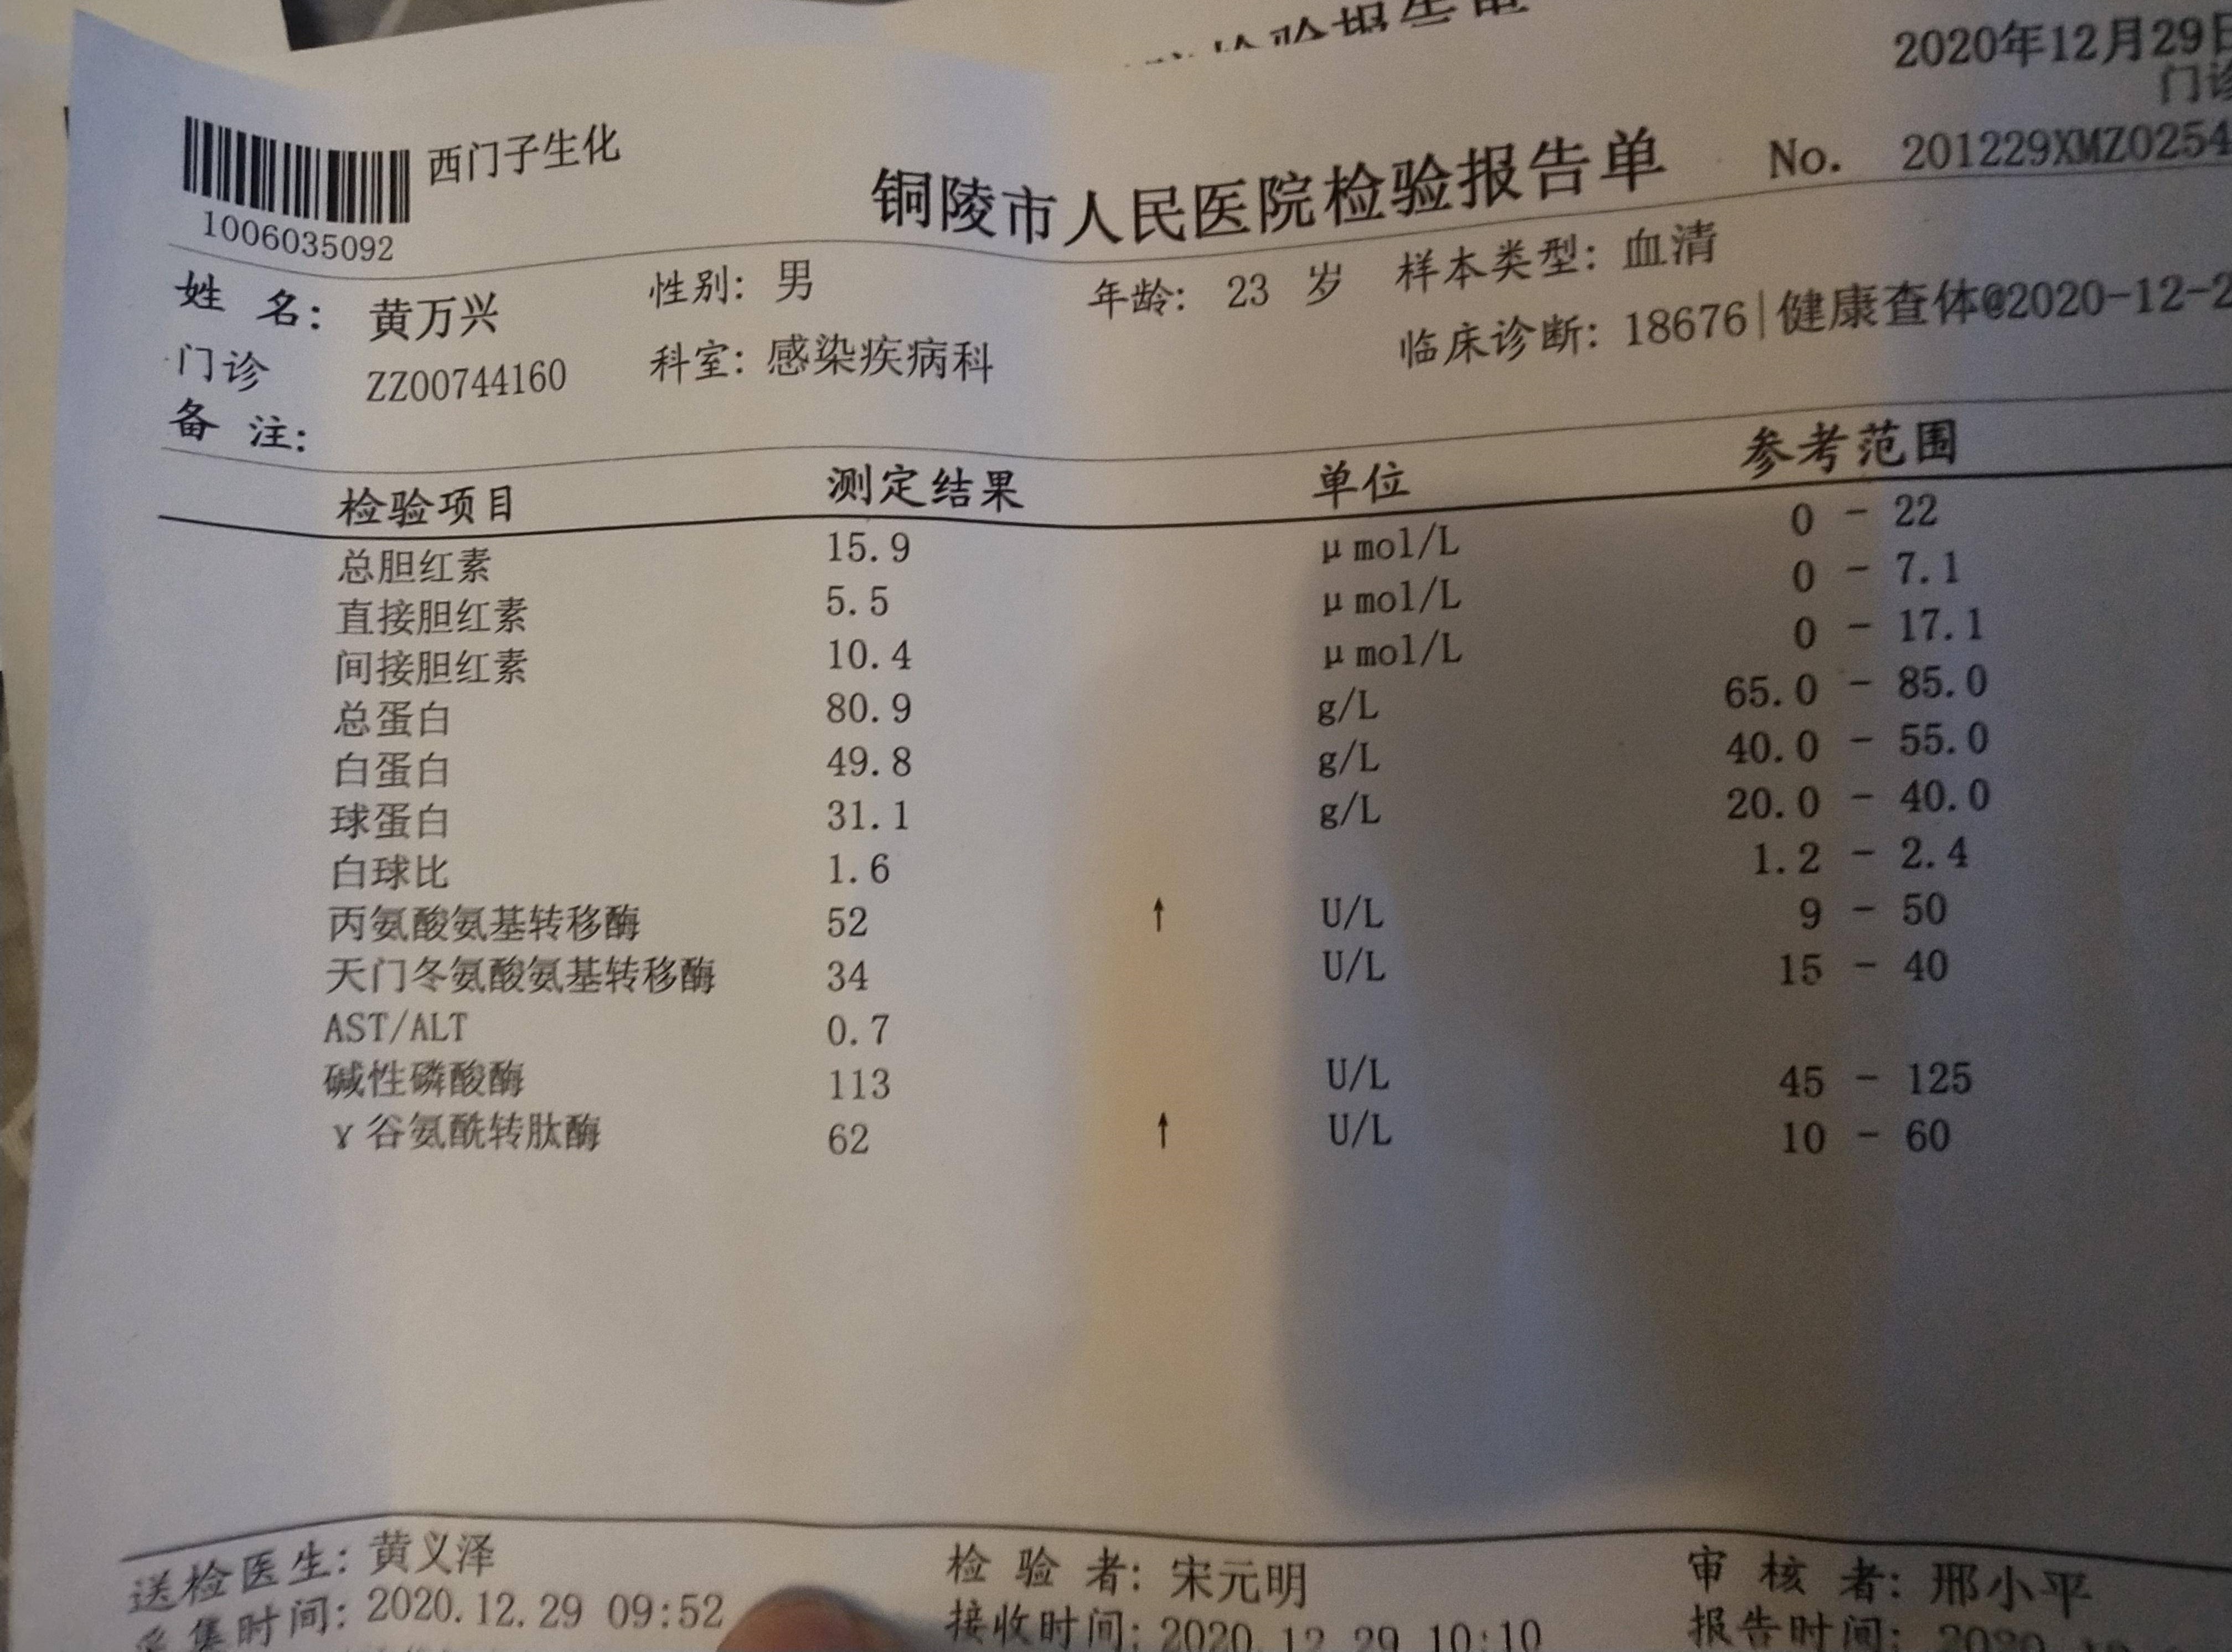 检验报告单
2020年12月29日
门诊
西门子生化
1006035092
铜陵市人民医院检验报告单 No. 201229XMZ0254
姓 名: 黄万兴 性别: 男 年龄: 23 岁 样本类型: 血清
门诊 ZZ00744160 科室: 感染疾病科 临床诊断: 18676|健康查体@2020-12-2
备 注:
检验项目 测定结果 单位 参考范围
总胆红素 15.9 μmol/L 0 - 22
直接胆红素 5.5 μmol/L 0 - 7.1
间接胆红素 10.4 μmol/L 0 - 17.1
总蛋白 80.9 g/L 65.0 - 85.0
白蛋白 49.8 g/L 40.0 - 55.0
球蛋白 31.1 g/L 20.0 - 40.0
白球比 1.6 1.2 - 2.4
丙氨酸氨基转移酶 52 ↑ U/L 9 - 50
天门冬氨酸氨基转移酶 34 U/L 15 - 40
AST/ALT 0.7
碱性磷酸酶 113 U/L 45 - 125
γ谷氨酰转肽酶 62 ↑ U/L 10 - 60
送检医生: 黄义泽 检 验 者: 宋元明 审 核 者: 邢小平
采集时间: 2020.12.29 09:52 接收时间: 2020.12.29 10:10 报告时间: 2020